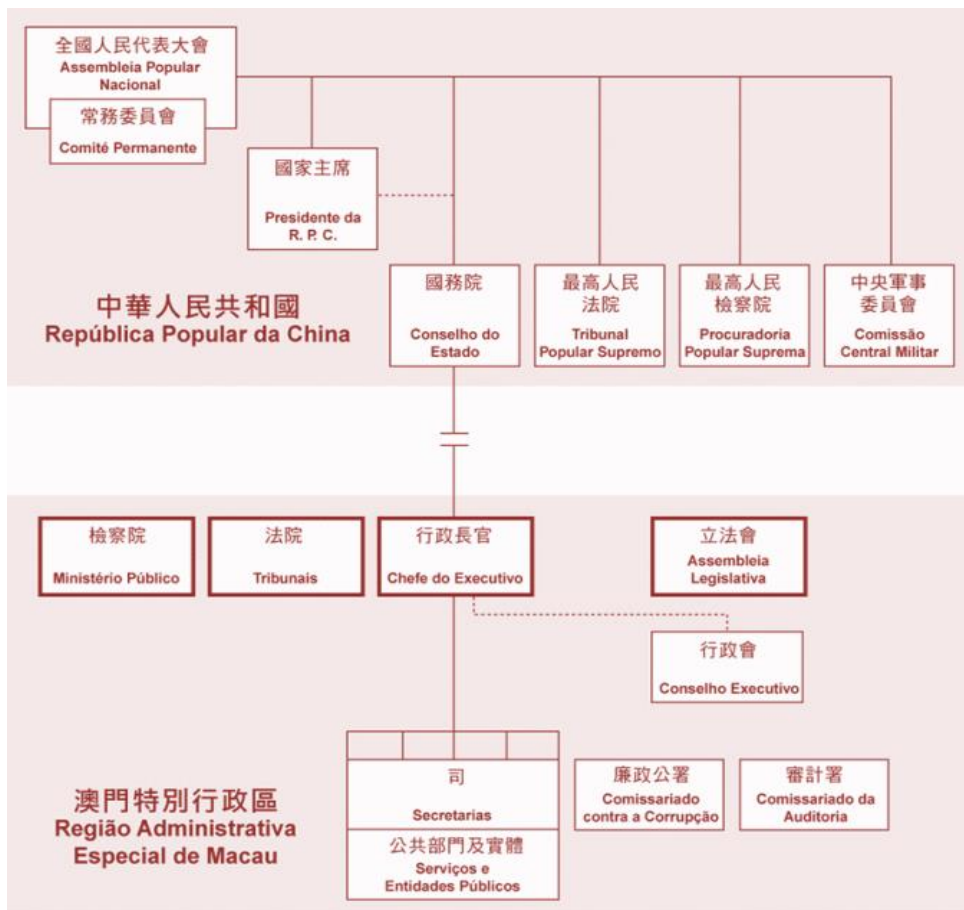 全國人民代表大會
Assembleia Popular
Nacional
常務委員會
Comité Permanente
國家主席
Presidente da
R. P. C.
中華人民共和國
República Popular da China
國務院
Conselho do
Estado
最高人民
法院
Tribunal
Popular Supremo
最高人民
檢察院
Procuradoria
Popular Suprema
中央軍事
委員會
Comissão
Central Militar
檢察院
Ministério Público
法院
Tribunais
行政長官
Chefe do Executivo
立法會
Assembleia
Legislativa
行政會
Conselho Executivo
澳門特別行政區
Região Administrativa
Especial de Macau
司
Secretarias
公共部門及實體
Serviços e
Entidades Públicos
廉政公署
Comissariado
contra a Corrupção
審計署
Comissariado da
Auditoria